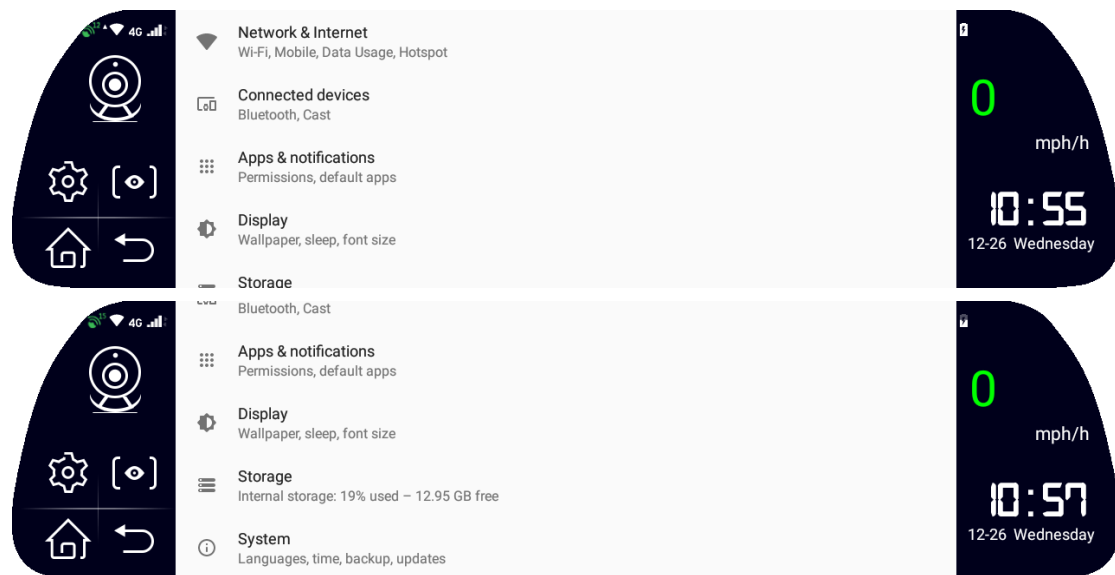 12
4G
Network & Internet
Wi-Fi, Mobile, Data Usage, Hotspot
Connected devices
Bluetooth, Cast
Apps & notifications
Permissions, default apps
Display
Wallpaper, sleep, font size
Storage
0
mph/h
10:55
12-26 Wednesday
15
4G
Bluetooth, Cast
Apps & notifications
Permissions, default apps
Display
Wallpaper, sleep, font size
Storage
Internal storage: 19% used – 12.95 GB free
System
Languages, time, backup, updates
0
mph/h
10:57
12-26 Wednesday